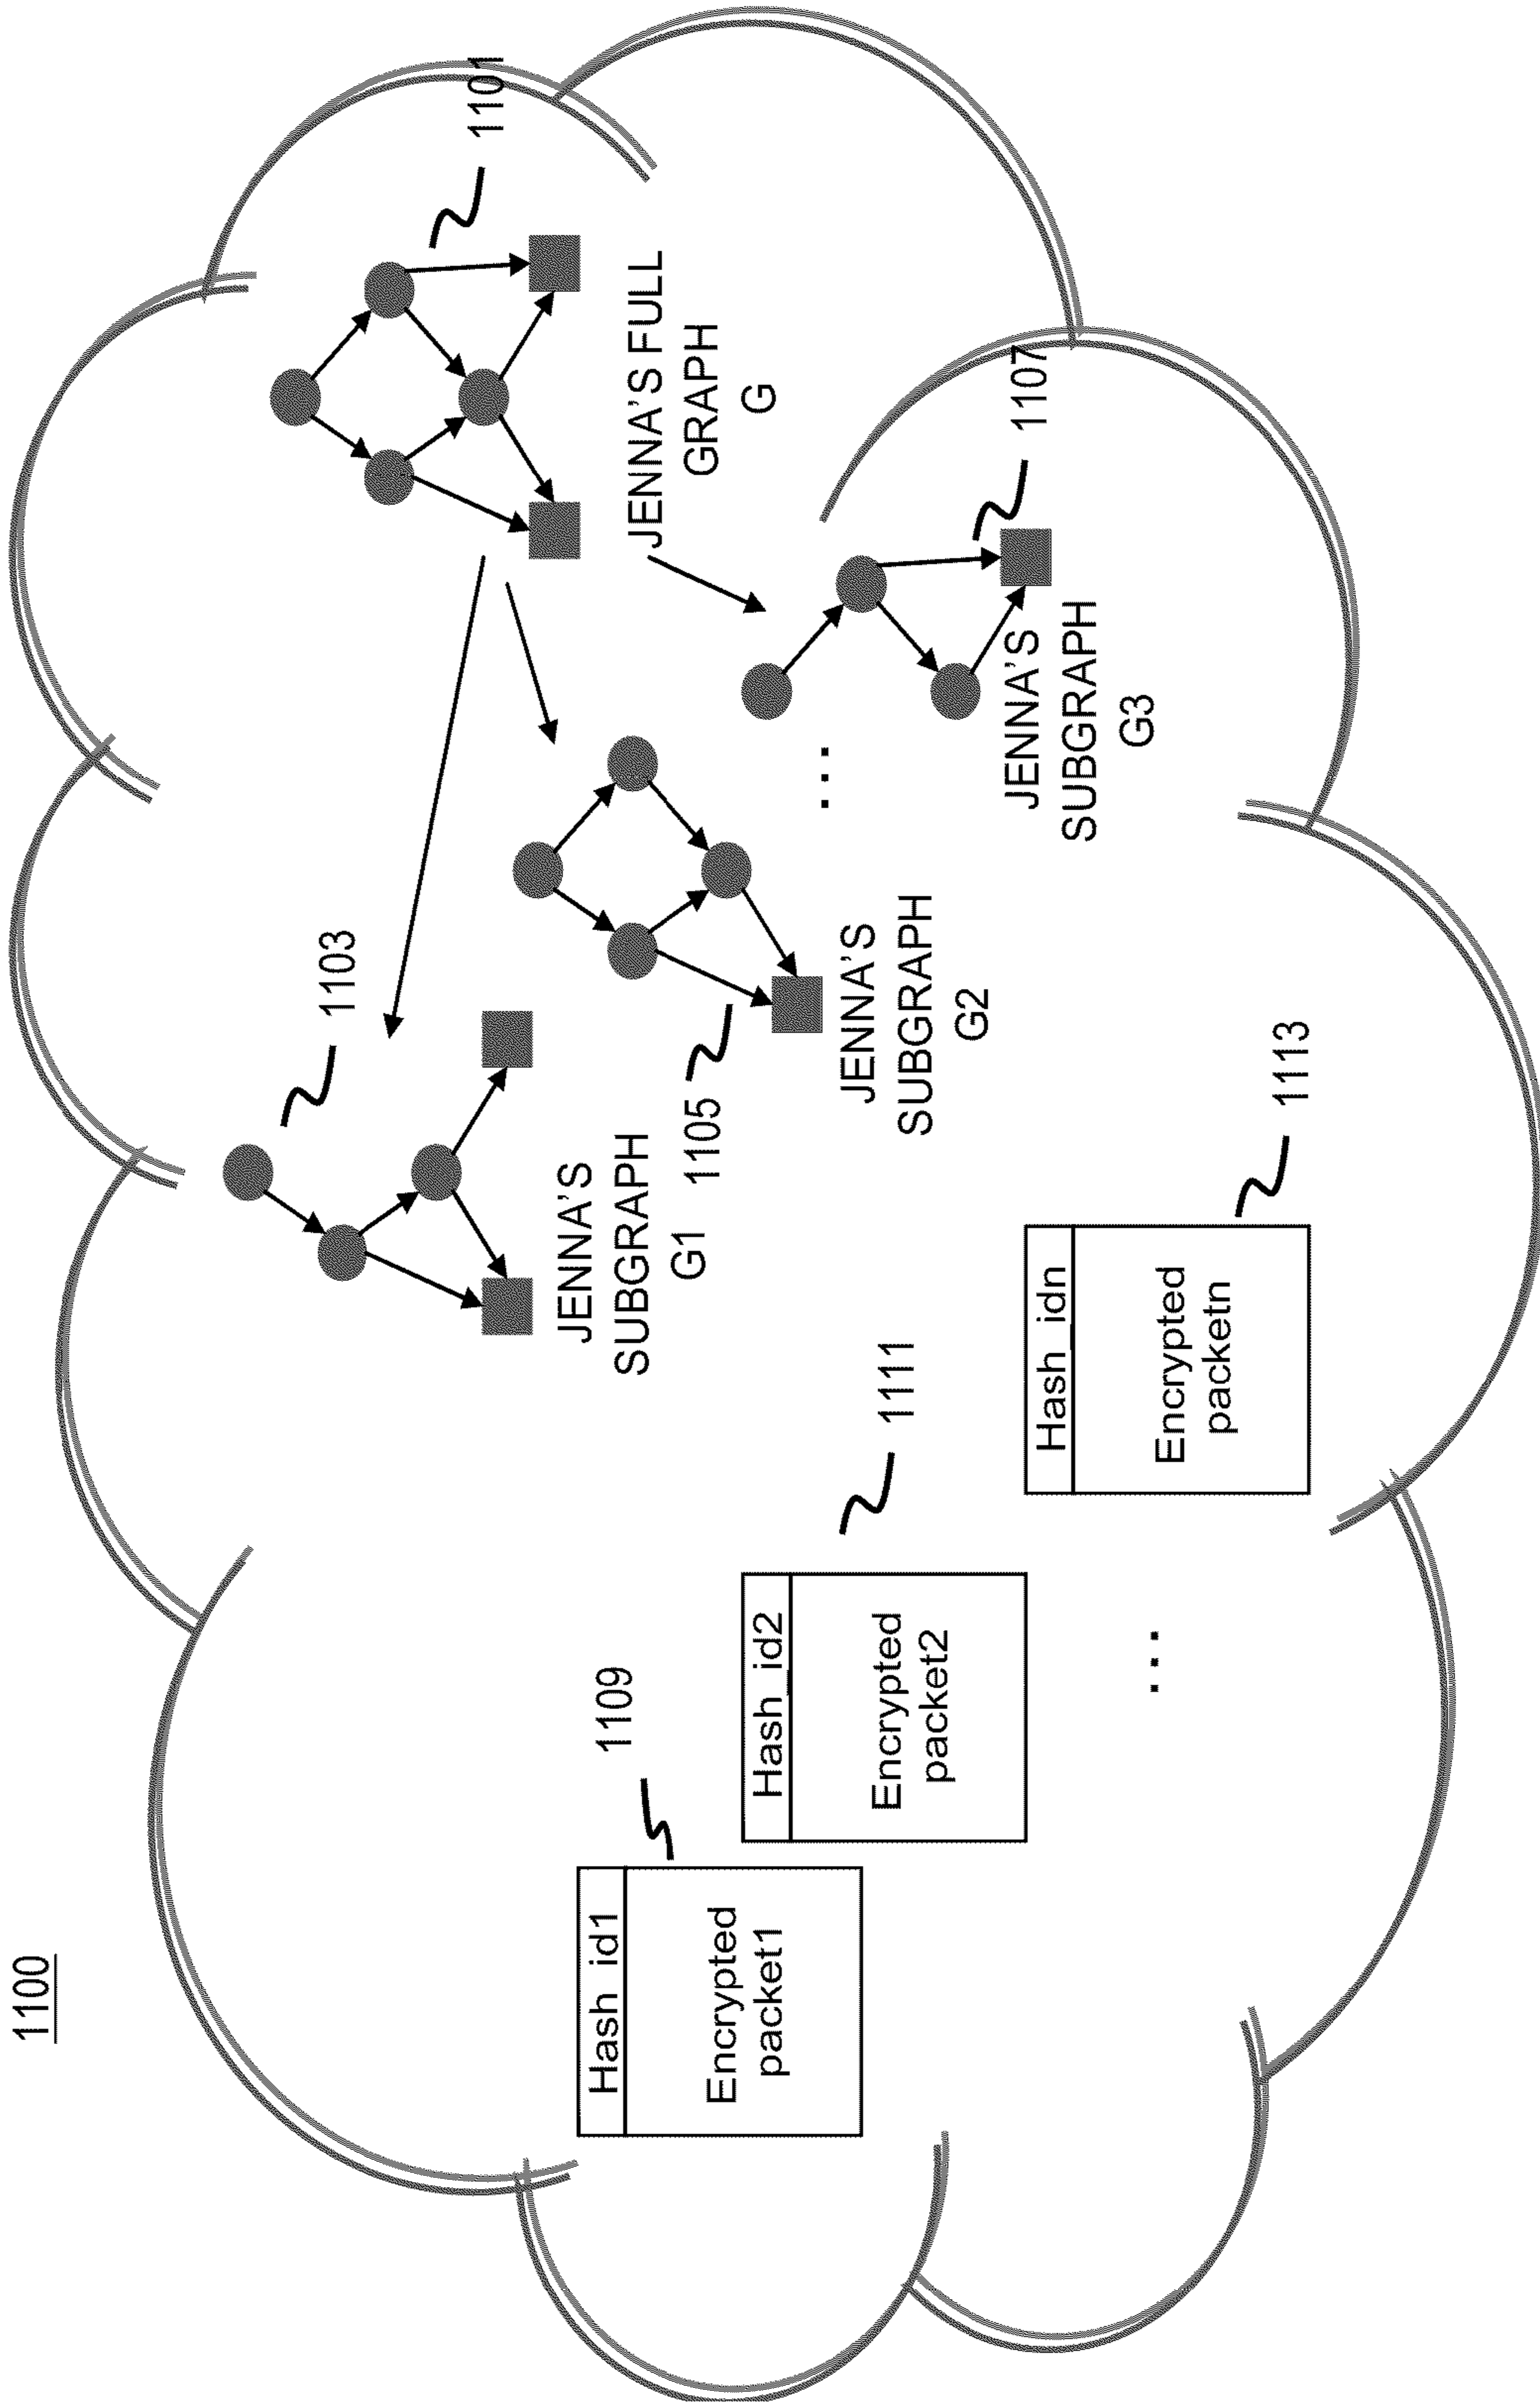 1100
1101
JENNA'S FULL
GRAPH
G
1103
JENNA'S
SUBGRAPH
G1
1105
JENNA'S
SUBGRAPH
G2
...
1107
JENNA'S
SUBGRAPH
G3
1109
Hash_id1
Encrypted
packet1
1111
Hash_id2
Encrypted
packet2
...
1113
Hash_idn
Encrypted
packetn